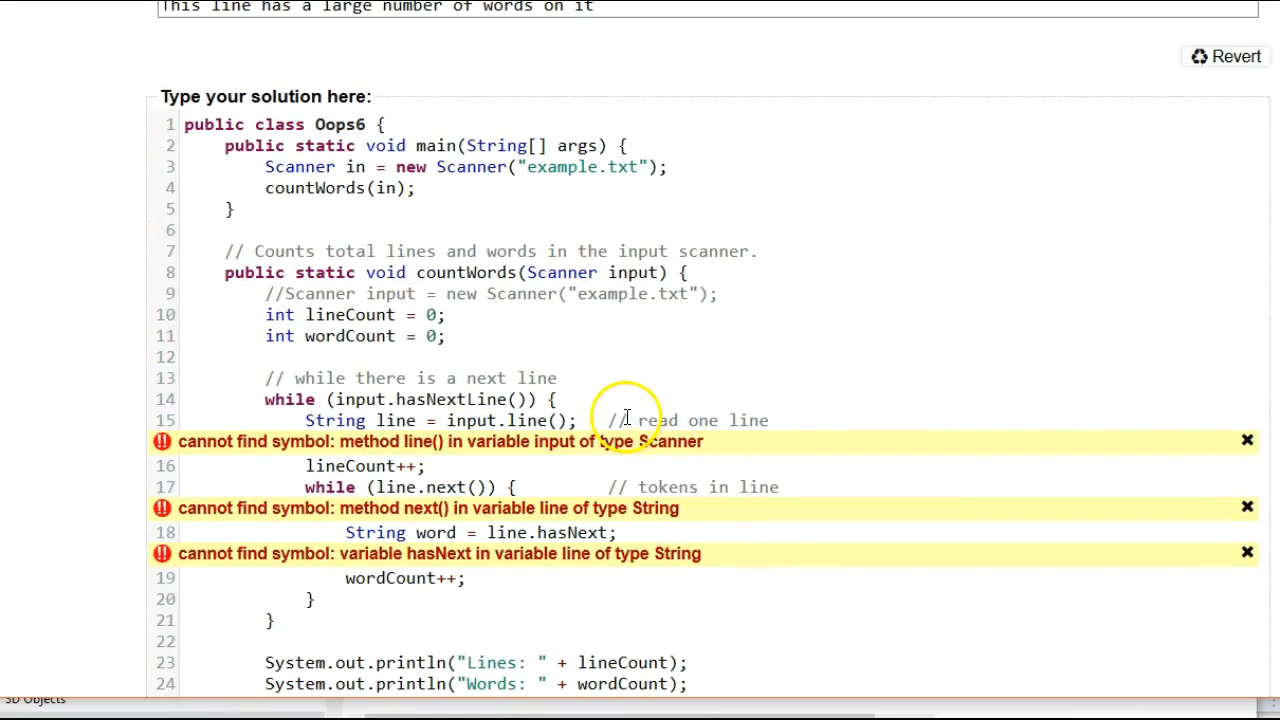 This line has a large number of words on it
Revert
Type your solution here:
1 public class Oops6 {
2 public static void main(String[] args) {
3 Scanner in = new Scanner("example.txt");
4 countWords(in);
5 }
6
7 // Counts total lines and words in the input scanner.
8 public static void countWords(Scanner input) {
9 //Scanner input = new Scanner("example.txt");
10 int lineCount = 0;
11 int wordCount = 0;
12
13 // while there is a next line
14 while (input.hasNextLine()) {
15 String line = input.line(); // read one line
!! cannot find symbol: method line() in variable input of type Scanner ✖
16 lineCount++;
17 while (line.next()) { // tokens in line
!! cannot find symbol: method next() in variable line of type String ✖
18 String word = line.hasNext;
!! cannot find symbol: variable hasNext in variable line of type String ✖
19 wordCount++;
20 }
21 }
22
23 System.out.println("Lines: " + lineCount);
24 System.out.println("Words: " + wordCount);
3D Objects